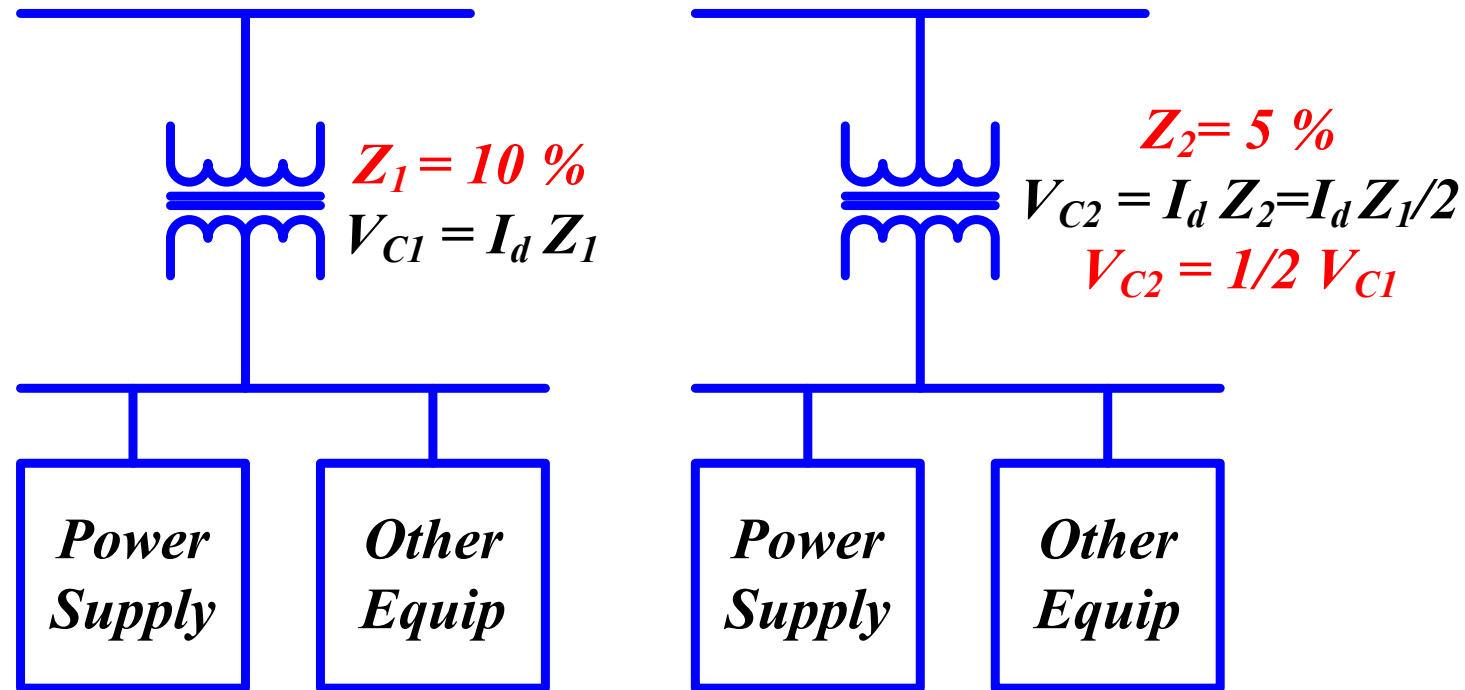 Z1 = 10 %
VC1 = Id Z1
Power
Supply
Other
Equip
Z2= 5 %
VC2 = Id Z2=Id Z1/2
VC2 = 1/2 VC1
Power
Supply
Other
Equip